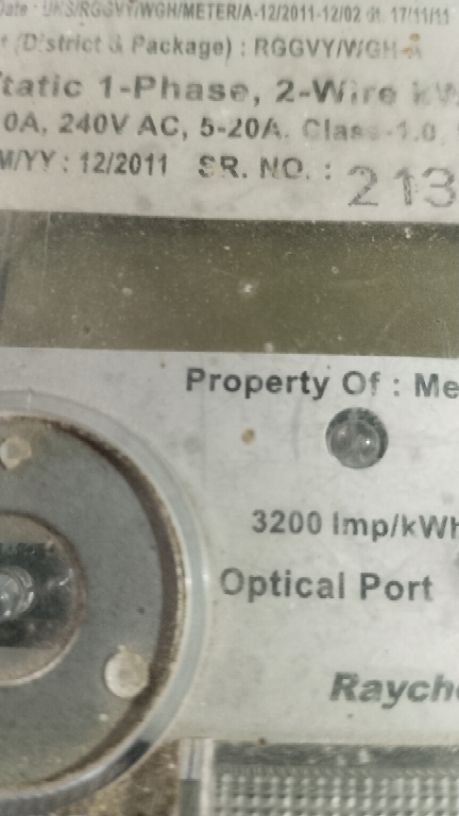 Date : UKS/RGGVY/WGH/METER/A-12/2011-12/02 dt. 17/11/11
(District & Package) : RGGVY/WGH-A
tatic 1-Phase, 2-Wire
0A, 240V AC, 5-20A. Class-1.0
M/YY : 12/2011 SR. NO. : 213
Property Of : Me
3200 Imp/kWH
Optical Port
Rayche